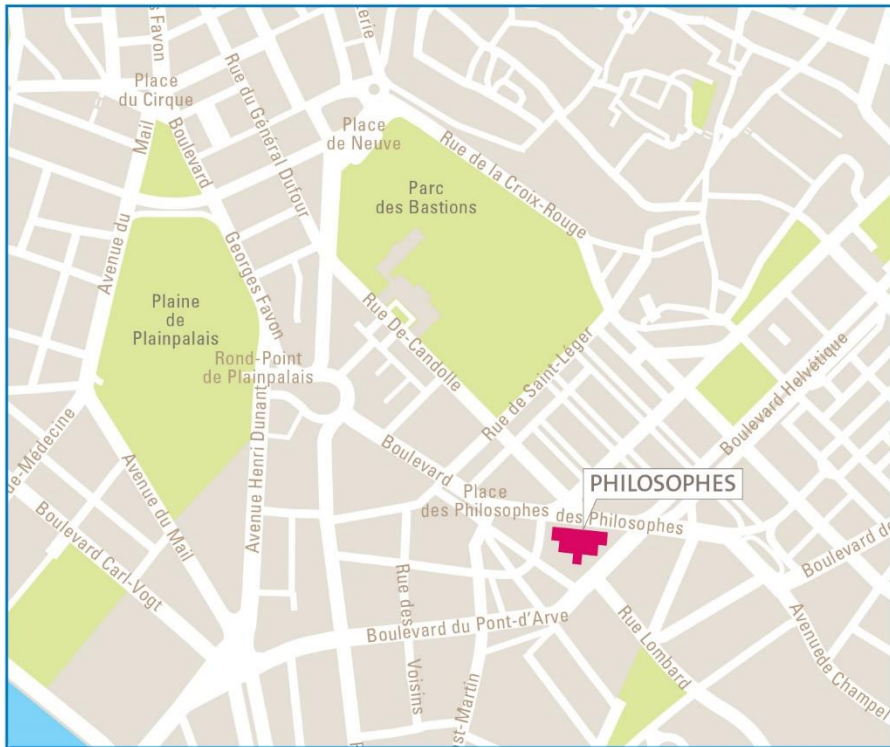 s Favon
erie
Place
du Cirque
Mail
Boulevard
Rue du Général Dufour
Place
de Neuve
Rue de la Croix-Rouge
Parc
des Bastions
Avenue du
Georges Favon
Plaine
de
Plainpalais
Rond-Point
de Plainpalais
Rue De-Candolle
Rue de Saint-Léger
Boulevard Helvétique
de-Médecine
Avenue Henri Dunant
Boulevard
PHILOSOPHES
Place
des Philosophes
des Philosophes
Avenue du Mail
Boulevard Carl-Vogt
Boulevard de
Rue des
Voisins
Boulevard du Pont-d'Arve
Rue Lombard
Avenuede Champel
st-Martin